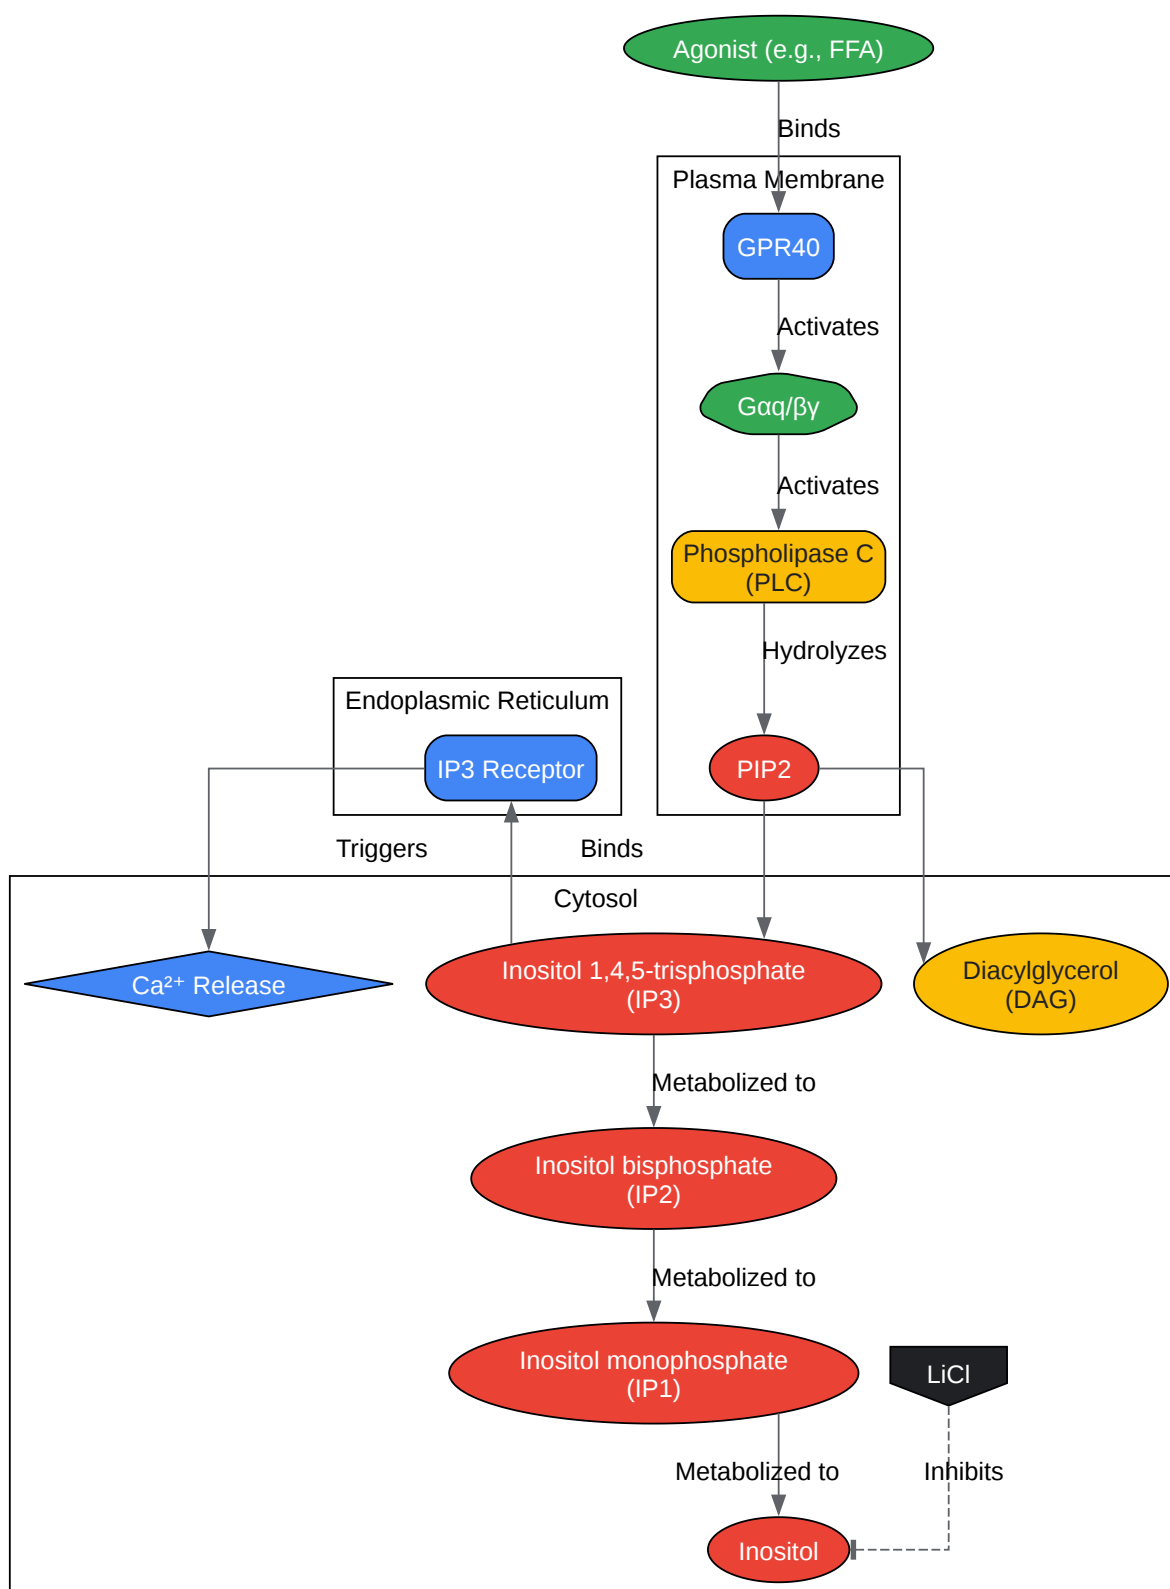 Agonist (e.g., FFA)
Binds
Plasma Membrane
GPR40
Activates
Gαq/βγ
Activates
Phospholipase C
(PLC)
Hydrolyzes
Endoplasmic Reticulum
IP3 Receptor
PIP2
Triggers
Binds
Cytosol
Ca²⁺ Release
Inositol 1,4,5-trisphosphate
(IP3)
Diacylglycerol
(DAG)
Metabolized to
Inositol bisphosphate
(IP2)
Metabolized to
Inositol monophosphate
(IP1)
LiCl
Metabolized to
Inhibits
Inositol